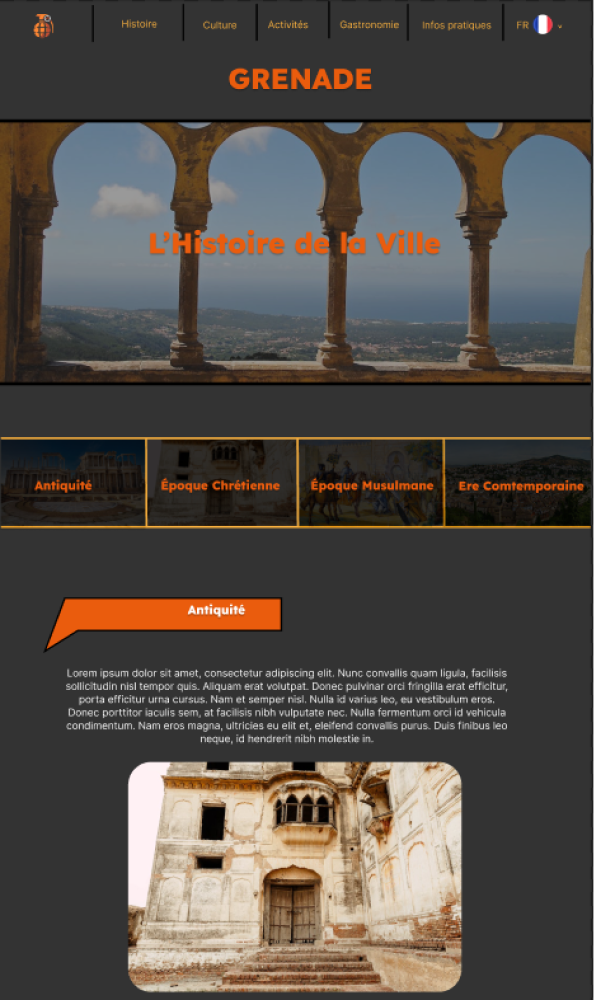 Histoire
Culture
Activités
Gastronomie
Infos pratiques
FR
GRENADE
L'Histoire de la Ville
Antiquité
Époque Chrétienne
Époque Musulmane
Ere Comtemporaine
Antiquité
Lorem ipsum dolor sit amet, consectetur adipiscing elit. Nunc convallis quam ligula, facilisis
sollicitudin nisl tempor quis. Aliquam erat volutpat. Donec pulvinar orci fringilla erat efficitur,
porta efficitur urna cursus. Nam et semper nisl. Nulla id varius leo, eu vestibulum eros.
Donec porttitor iaculis sem, at facilisis nibh vulputate nec. Nulla fermentum orci id vehicula
condimentum. Nam eros magna, ultricies eu elit et, eleifend convallis purus. Duis finibus leo
neque, id hendrerit nibh molestie in.